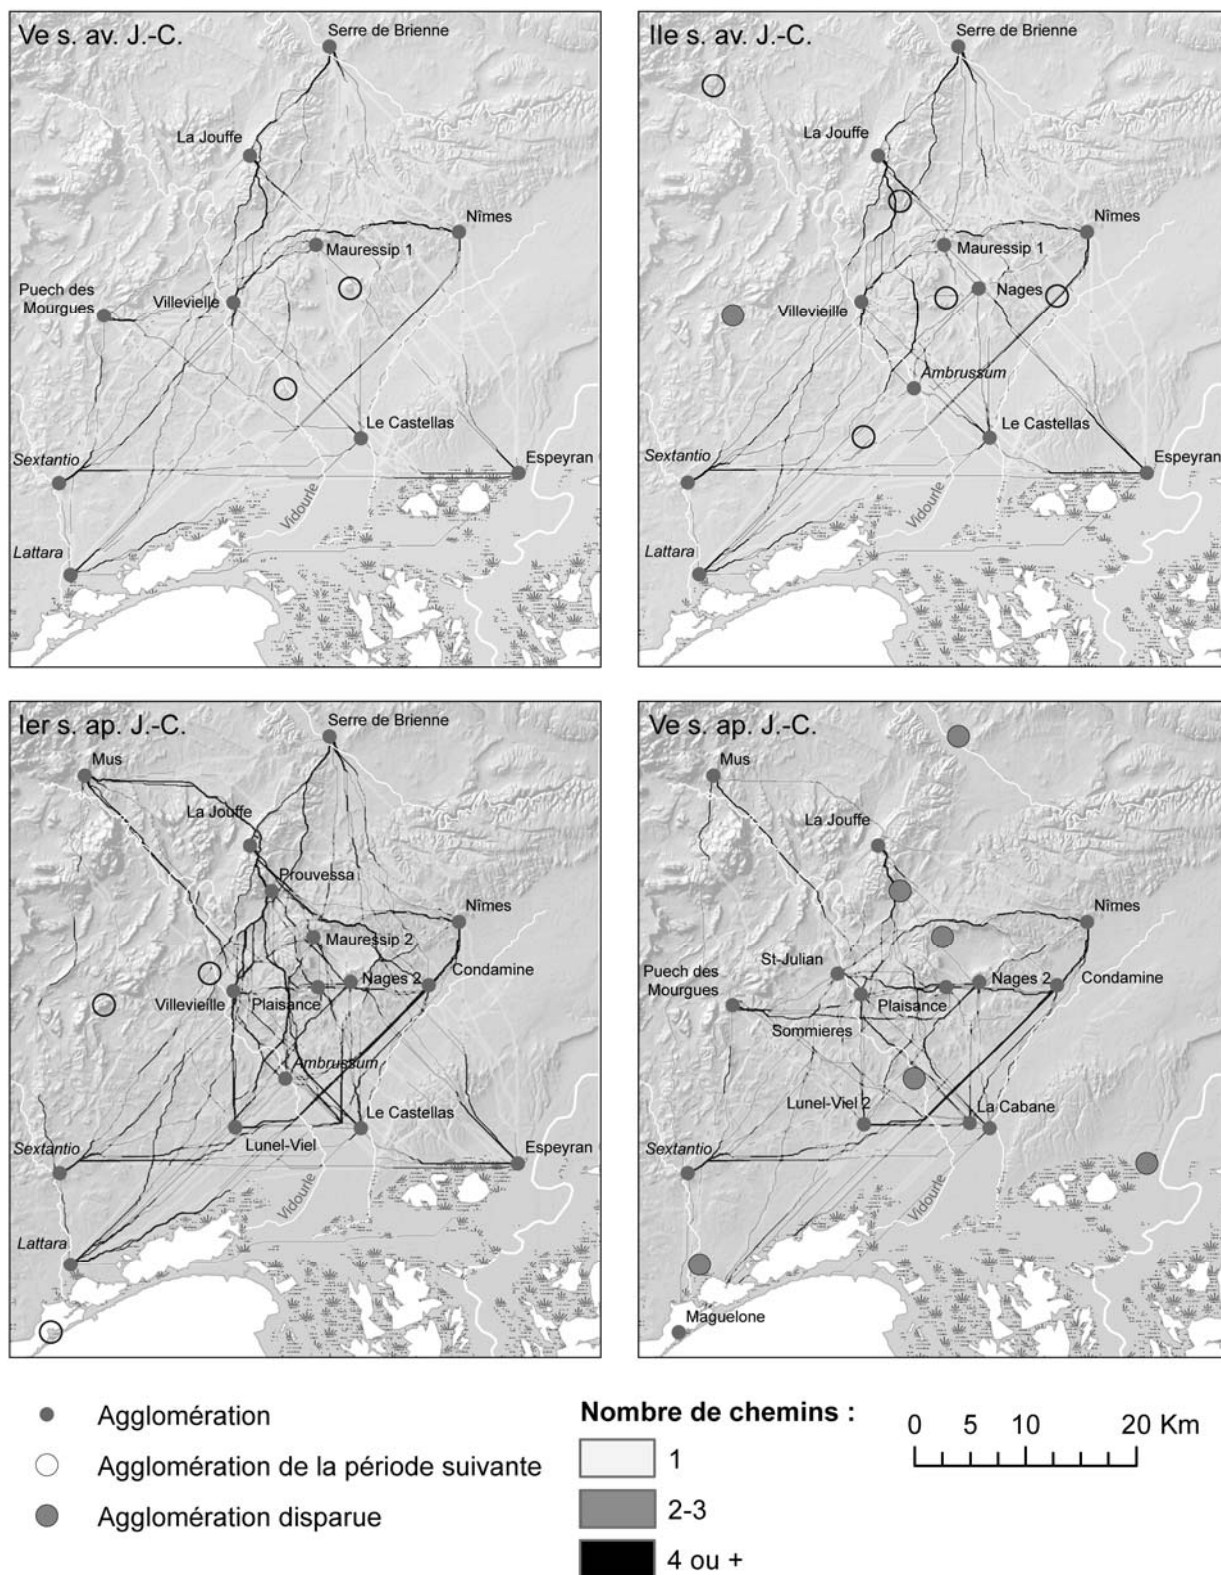 Ve s. av. J.-C.
Serre de Brienne
La Jouffe
Nîmes
Mauressip 1
Puech des
Mourgues
Villevielle
Le Castellas
Sextantio
Espeyran
Vidourle
Lattara
IIe s. av. J.-C.
Serre de Brienne
La Jouffe
Nîmes
Mauressip 1
Nages
Villevieille
Ambrussum
Le Castellas
Sextantio
Espeyran
Vidourle
Lattara
Ier s. ap. J.-C.
Serre de Brienne
Mus
La Jouffe
Prouvessa
Nîmes
Mauressip 2
Nages 2
Condamine
Villevieille
Plaisance
Ambrussum
Le Castellas
Lunel-Viel
Sextantio
Espeyran
Vidourle
Lattara
Ve s. ap. J.-C.
Mus
La Jouffe
Nîmes
St-Julian
Puech des
Mourgues
Nages 2
Condamine
Plaisance
Sommieres
Lunel-Viel 2
La Cabane
Sextantio
Vidourle
Maguelone
Agglomération
Agglomération de la période suivante
Agglomération disparue
Nombre de chemins :
1
2-3
4 ou +
0 5 10 20 Km